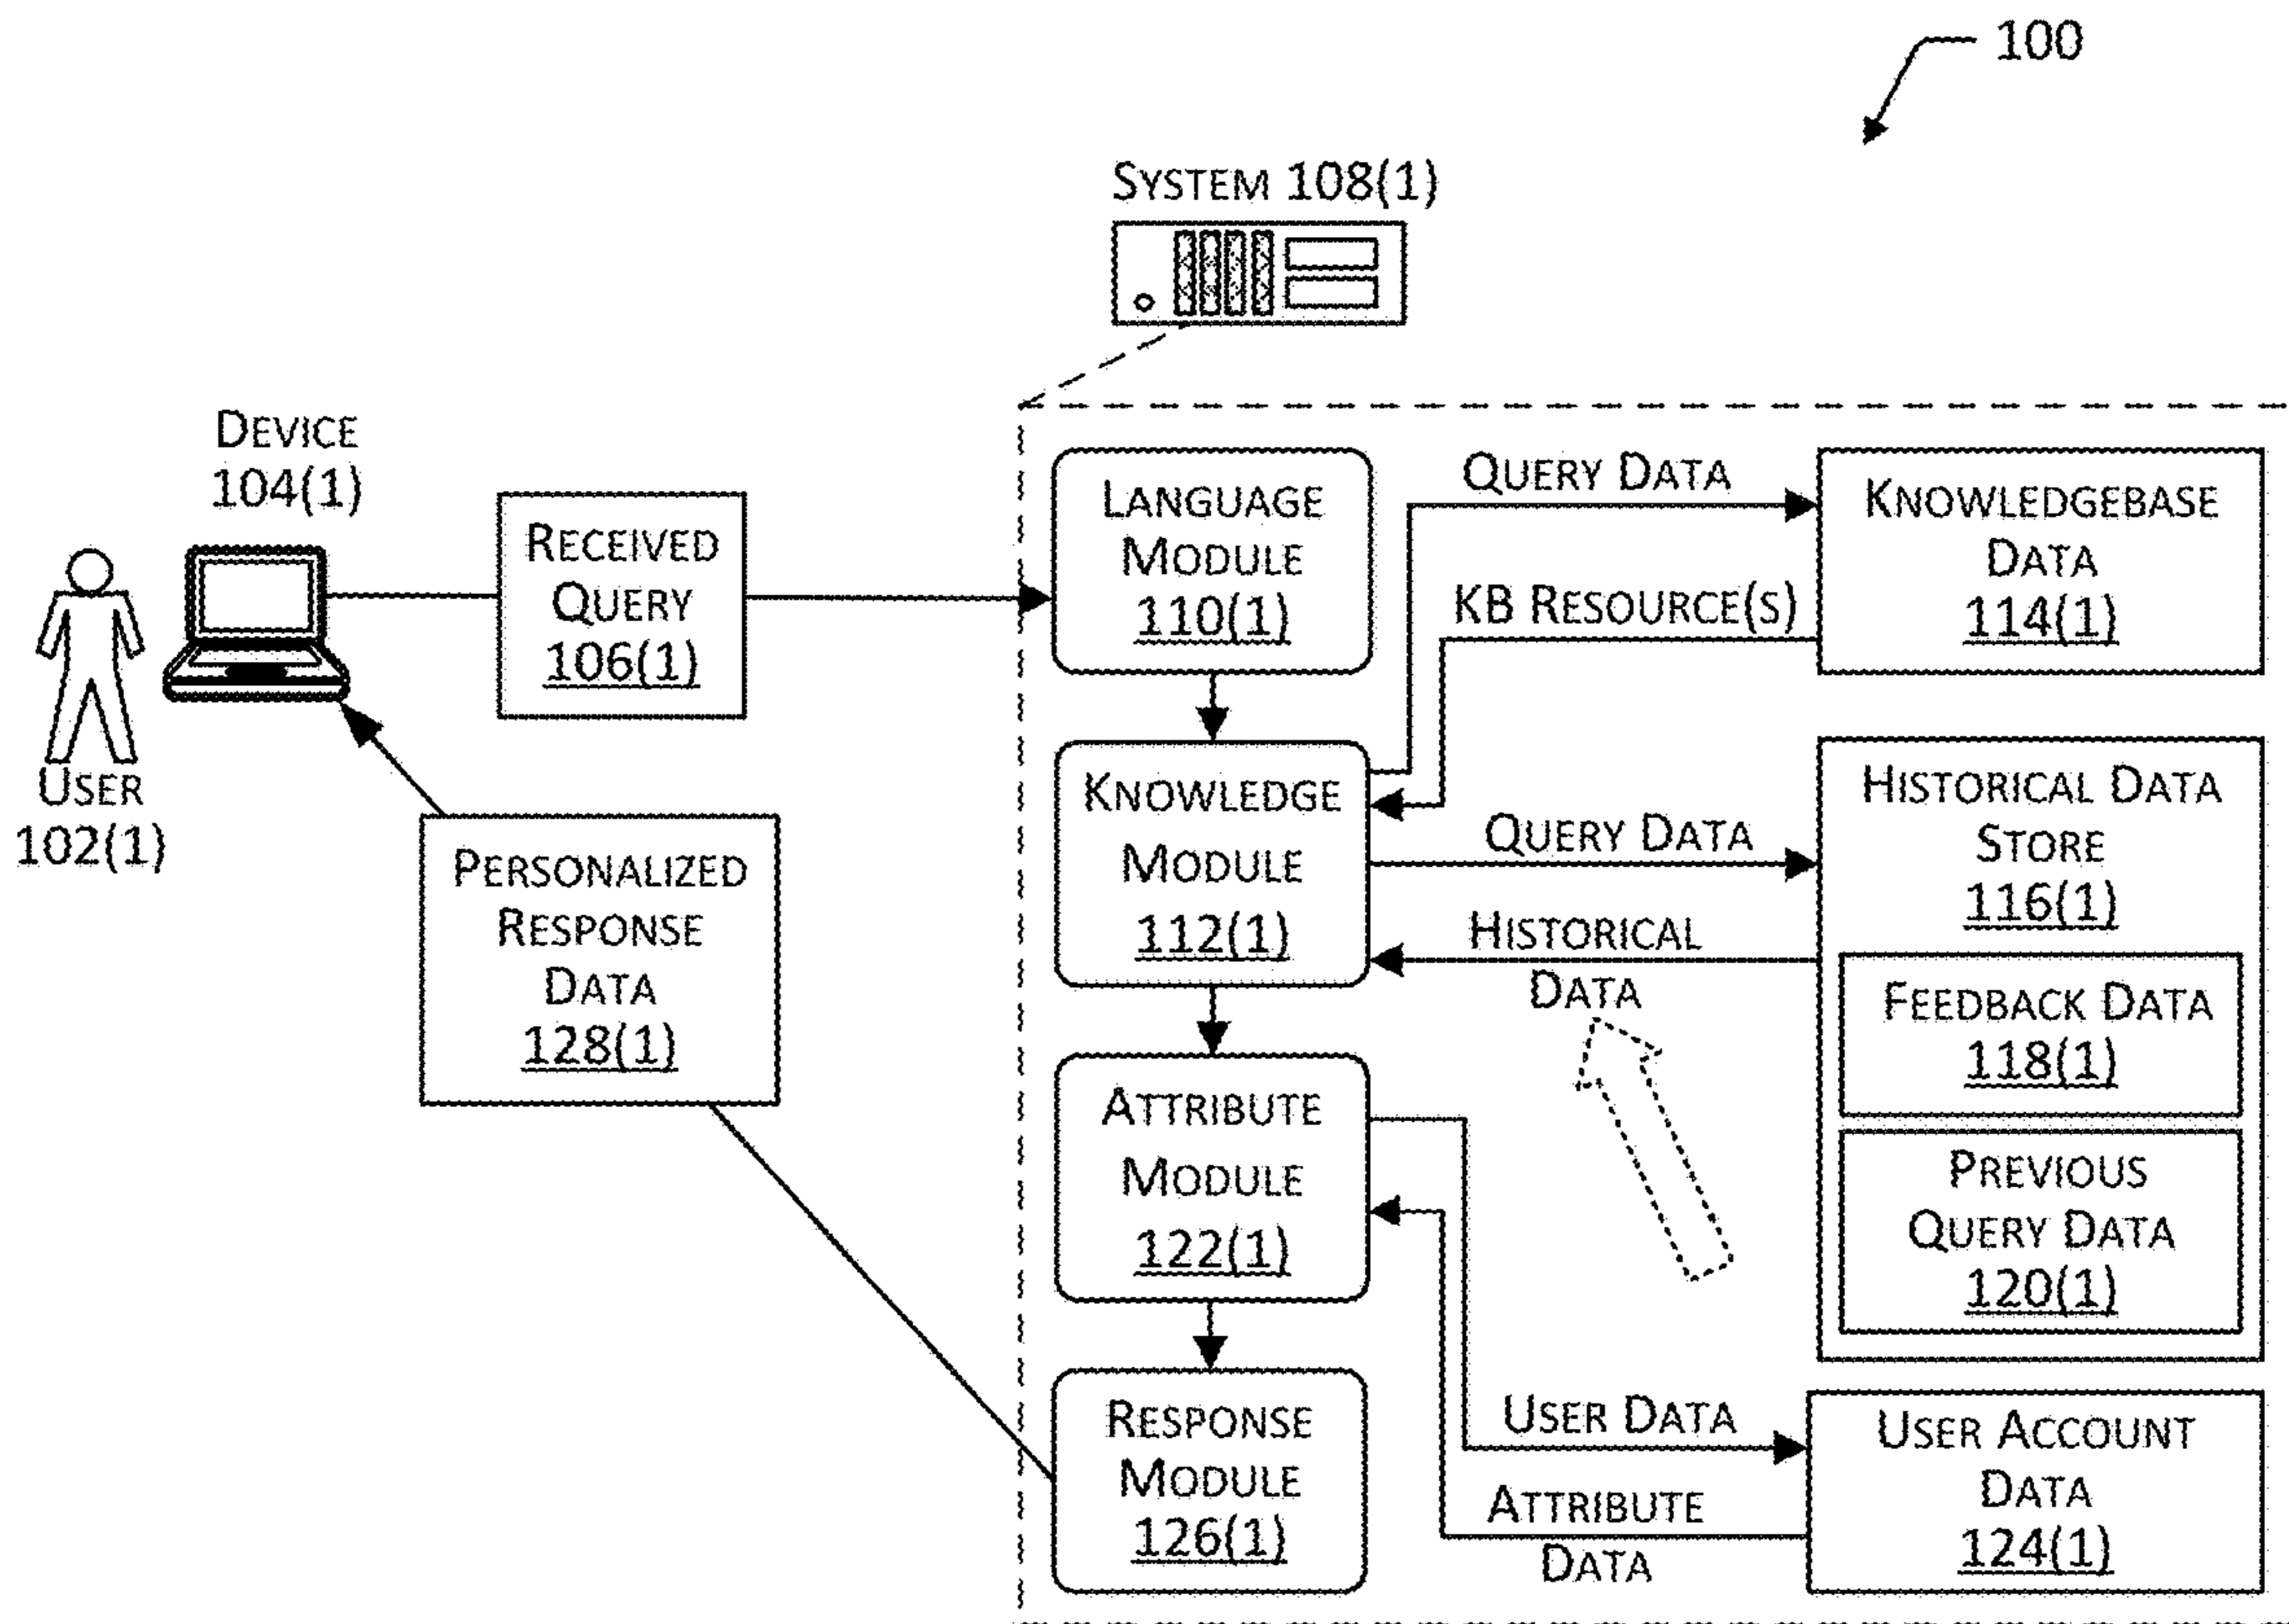 100
SYSTEM 108(1)
DEVICE
104(1)
USER
102(1)
RECEIVED
QUERY
106(1)
PERSONALIZED
RESPONSE
DATA
128(1)
LANGUAGE
MODULE
110(1)
QUERY DATA
KB RESOURCE(S)
KNOWLEDGEBASE
DATA
114(1)
KNOWLEDGE
MODULE
112(1)
QUERY DATA
HISTORICAL
DATA
HISTORICAL DATA
STORE
116(1)
FEEDBACK DATA
118(1)
PREVIOUS
QUERY DATA
120(1)
ATTRIBUTE
MODULE
122(1)
USER DATA
ATTRIBUTE
DATA
USER ACCOUNT
DATA
124(1)
RESPONSE
MODULE
126(1)